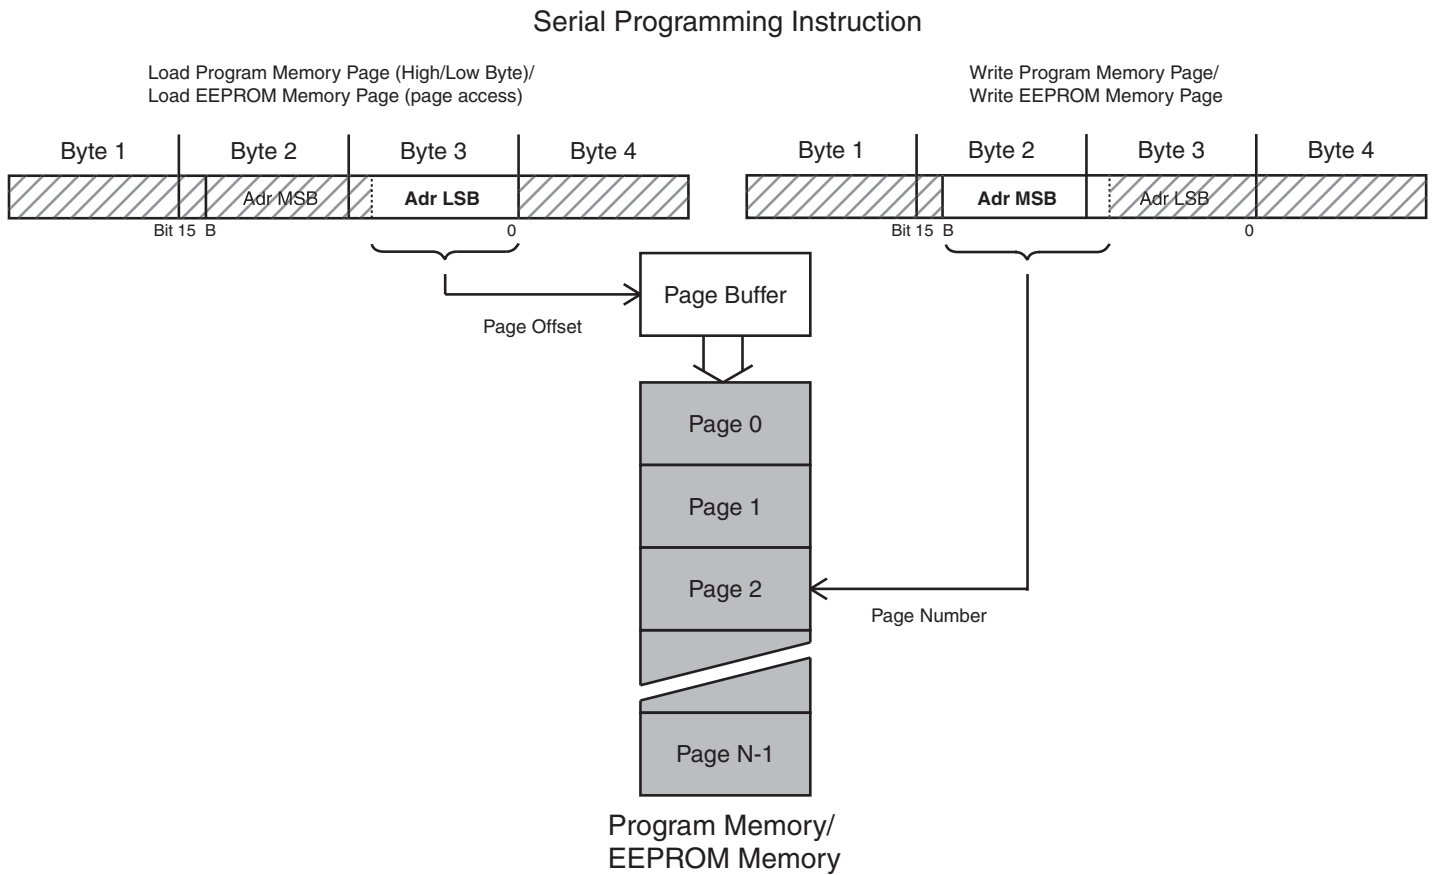 Serial Programming Instruction
Load Program Memory Page (High/Low Byte)/
Load EEPROM Memory Page (page access)
Byte 1 Byte 2 Byte 3 Byte 4
Adr MSB Adr LSB
Bit 15 B 0
Write Program Memory Page/
Write EEPROM Memory Page
Byte 1 Byte 2 Byte 3 Byte 4
Adr MSB Adr LSB
Bit 15 B 0
Page Buffer
Page Offset
Page 0
Page 1
Page 2
Page Number
Page N-1
Program Memory/
EEPROM Memory